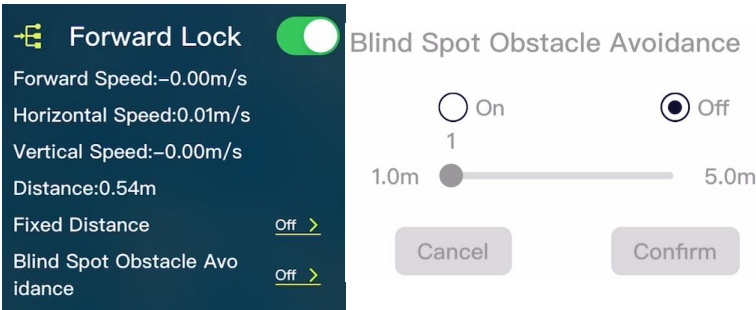 Forward Lock
Forward Speed:-0.00m/s
Horizontal Speed:0.01m/s
Vertical Speed:-0.00m/s
Distance:0.54m
Fixed Distance Off >
Blind Spot Obstacle Avo
idance Off >
Blind Spot Obstacle Avoidance
On Off
1
1.0m 5.0m
Cancel Confirm